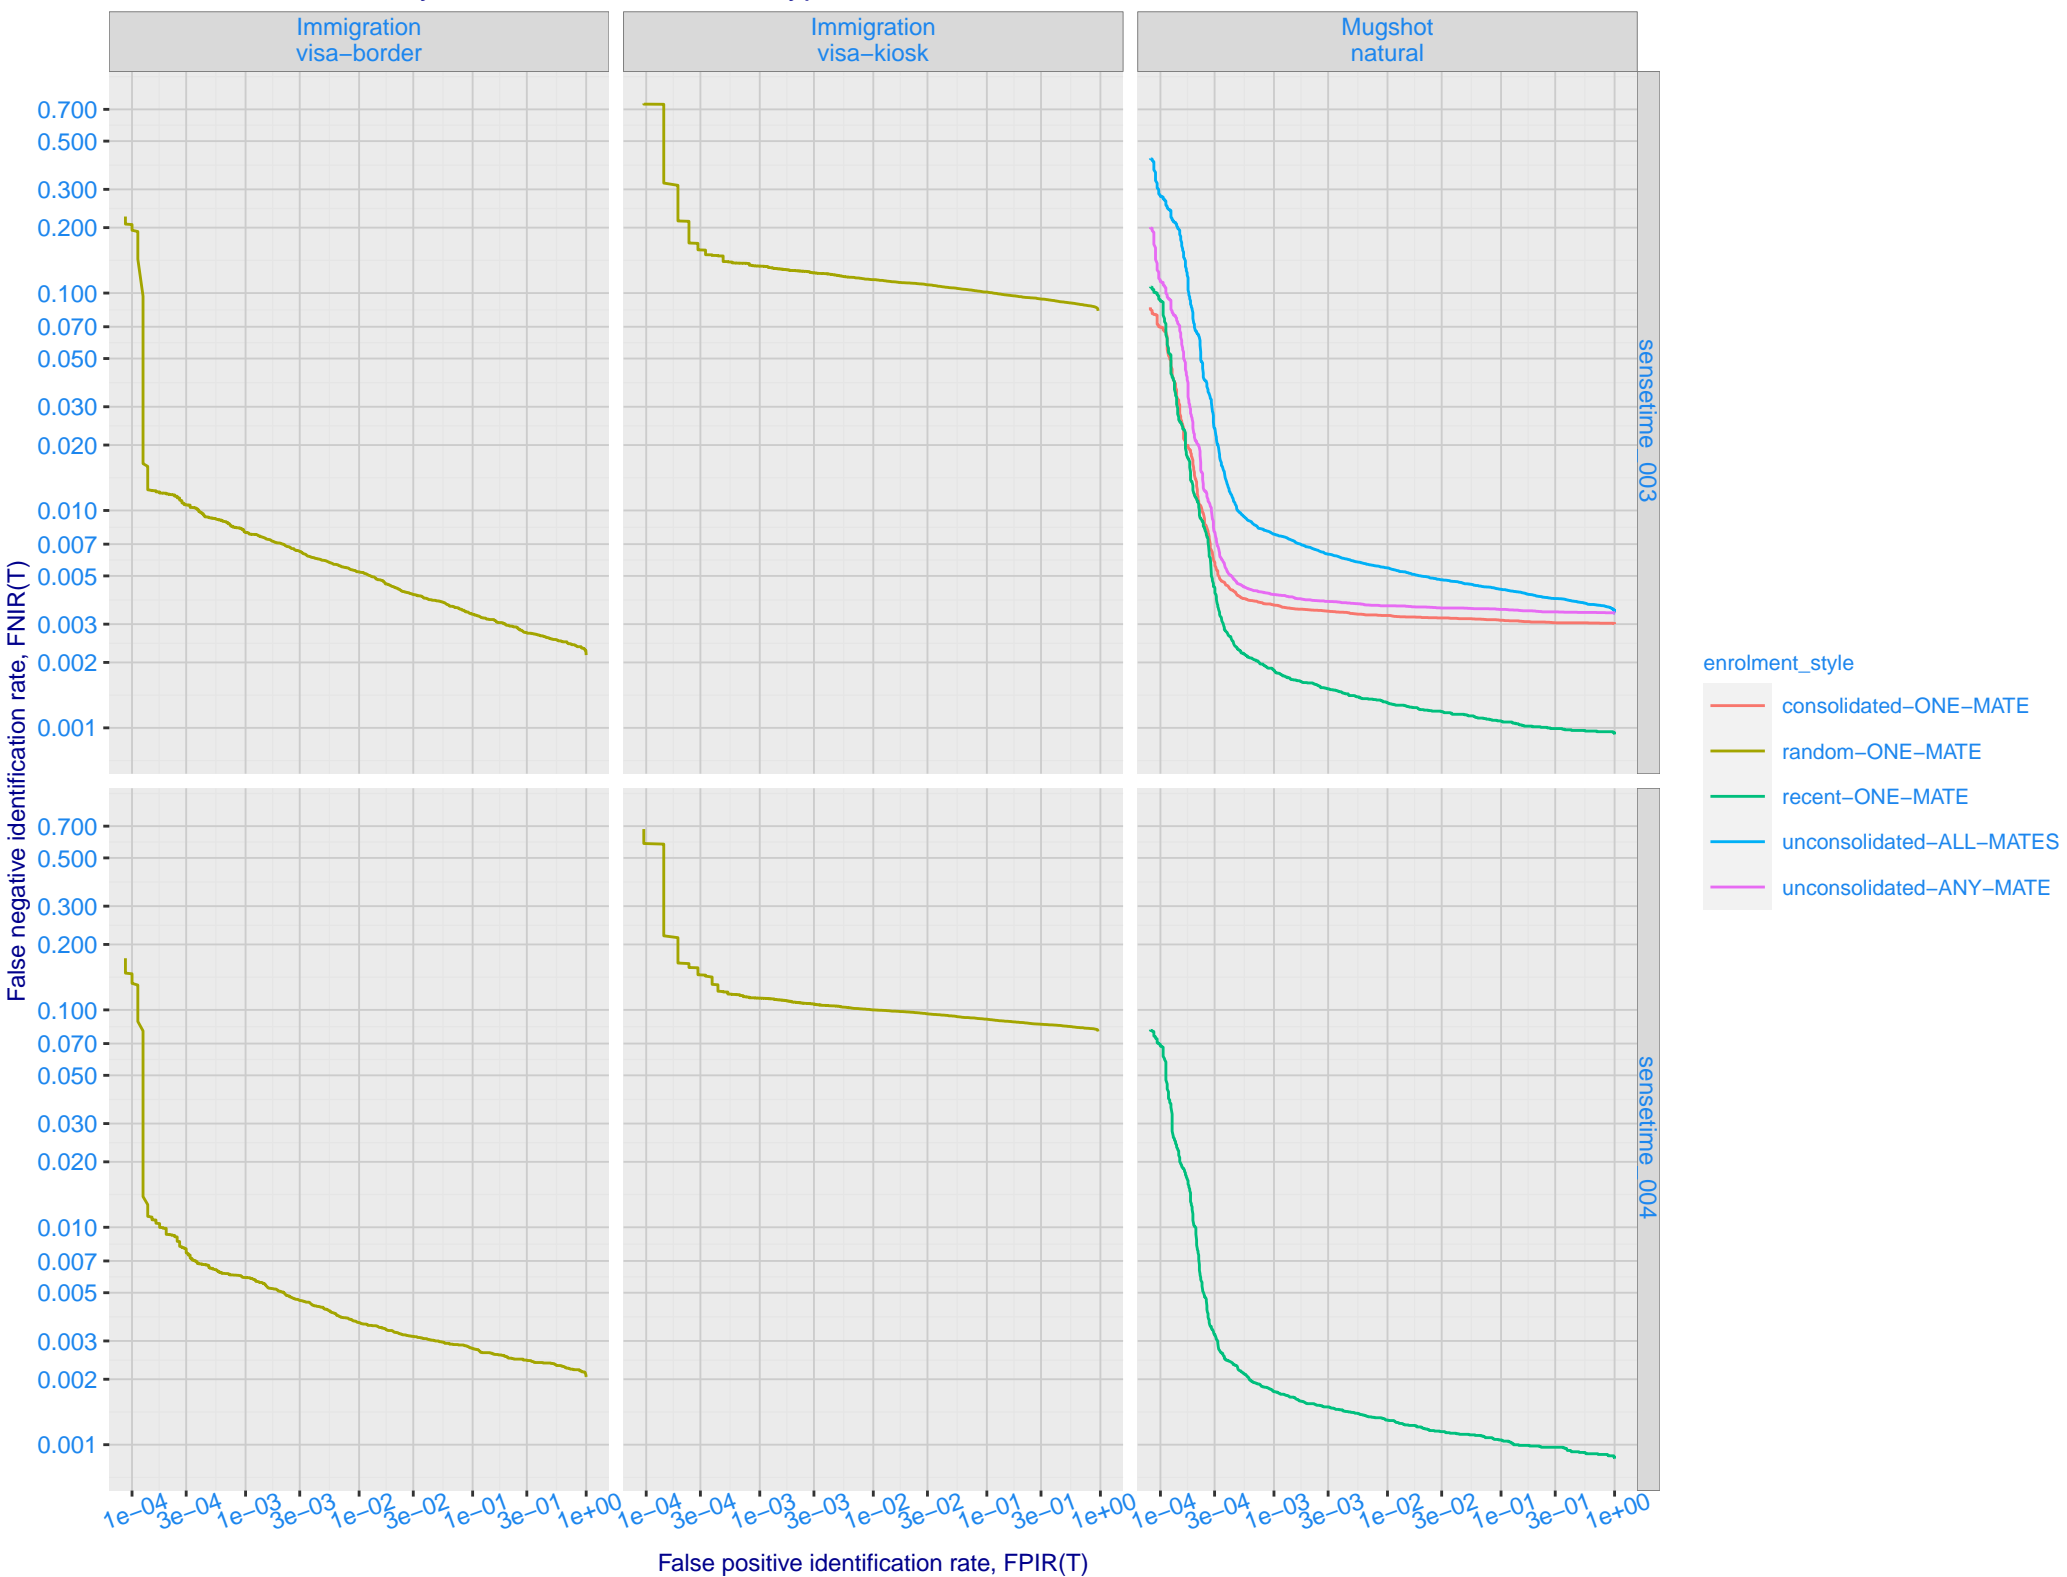 Immigration
visa−border
Immigration
visa−kiosk
Mugshot
natural
0.700
0.500
0.300
0.200
0.100
0.070
0.050
0.030
0.020
0.010
0.007
0.005
0.003
0.002
0.001
sensetime_003
0.700
0.500
0.300
0.200
0.100
0.070
0.050
0.030
0.020
0.010
0.007
0.005
0.003
0.002
0.001
sensetime_004
False negative identification rate, FNIR(T)
1e−04 3e−04 1e−03 3e−03 1e−02 3e−02 1e−01 3e−01 1e+00
1e−04 3e−04 1e−03 3e−03 1e−02 3e−02 1e−01 3e−01 1e+00
1e−04 3e−04 1e−03 3e−03 1e−02 3e−02 1e−01 3e−01 1e+00
False positive identification rate, FPIR(T)
enrolment_style
consolidated−ONE−MATE
random−ONE−MATE
recent−ONE−MATE
unconsolidated−ALL−MATES
unconsolidated−ANY−MATE